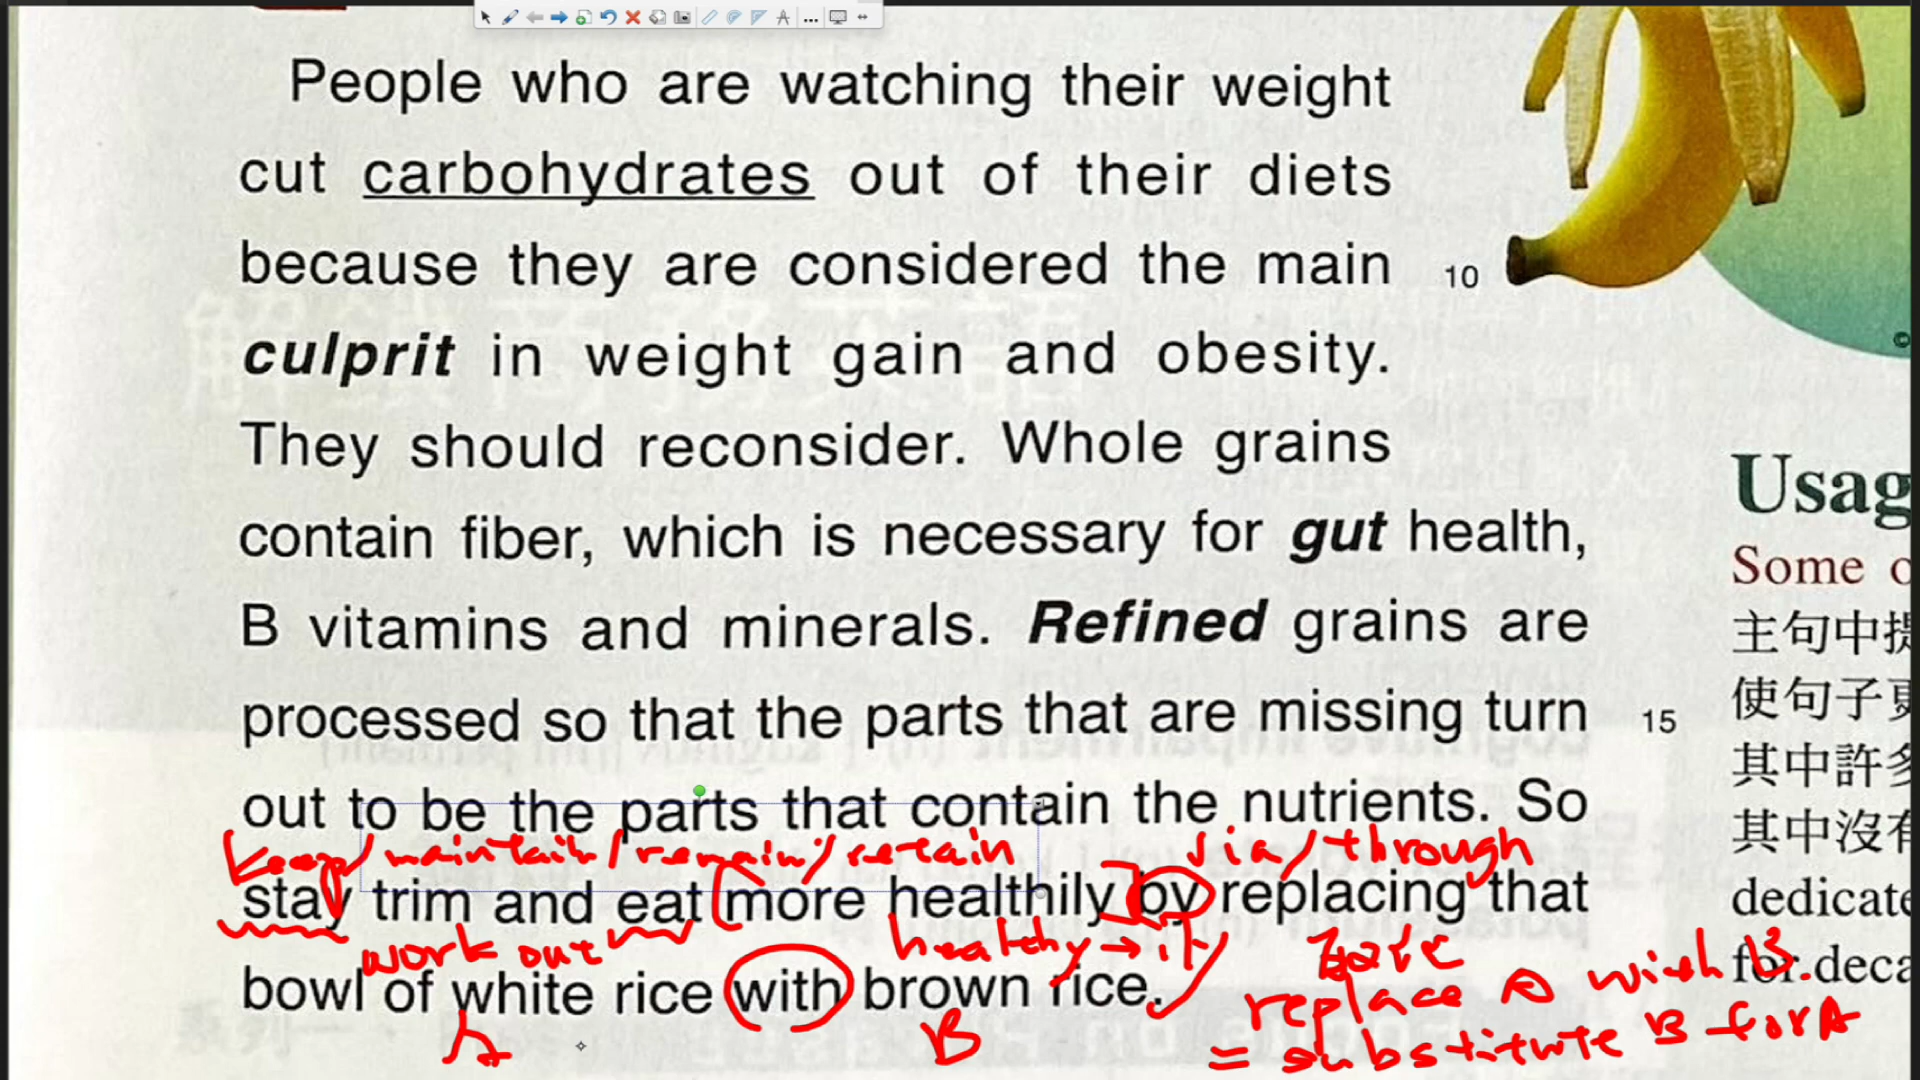 People who are watching their weight
cut carbohydrates out of their diets
because they are considered the main 10
culprit in weight gain and obesity.
They should reconsider. Whole grains
contain fiber, which is necessary for gut health,
B vitamins and minerals. Refined grains are
processed so that the parts that are missing turn 15
out to be the parts that contain the nutrients. So
keep/maintain/remain/retain via/through
stay trim and eat more healthily by replacing that
work out healthy → ily
bowl of white rice with brown rice.
A B
replace A with B.
= substitute B for A
Usag
Some o
主句中提
使句子更
其中許多
其中沒有
dedicate
for deca